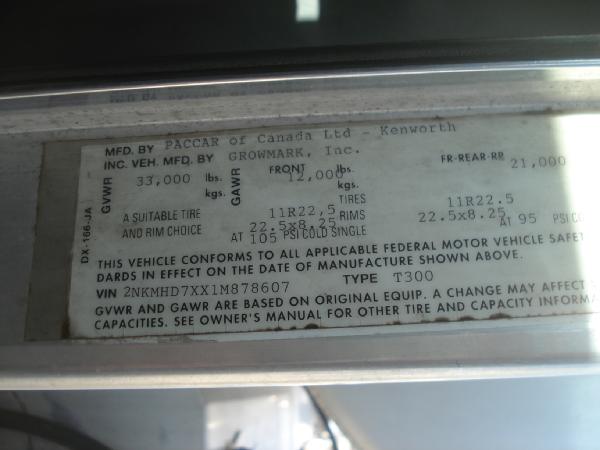 MFD. BY PACCAR of Canada Ltd - Kenworth
INC. VEH. MFD. BY GROWMARK, Inc.
GVWR 33,000 lbs. kgs. GAWR FRONT 12,000 lbs. kgs. FR-REAR-RR 21,000
A SUITABLE TIRE 11R22,5 TIRES 11R22.5
AND RIM CHOICE 22.5x8.25 RIMS 22.5x8.25
AT 105 PSI COLD SINGLE AT 95 PSI CO
DX-166-JA
THIS VEHICLE CONFORMS TO ALL APPLICABLE FEDERAL MOTOR VEHICLE SAFET
DARDS IN EFFECT ON THE DATE OF MANUFACTURE SHOWN ABOVE.
VIN 2NKMHD7XX1M878607 TYPE T300
GVWR AND GAWR ARE BASED ON ORIGINAL EQUIP. A CHANGE MAY AFFECT
CAPACITIES. SEE OWNER'S MANUAL FOR OTHER TIRE AND CAPACITY INFORMA